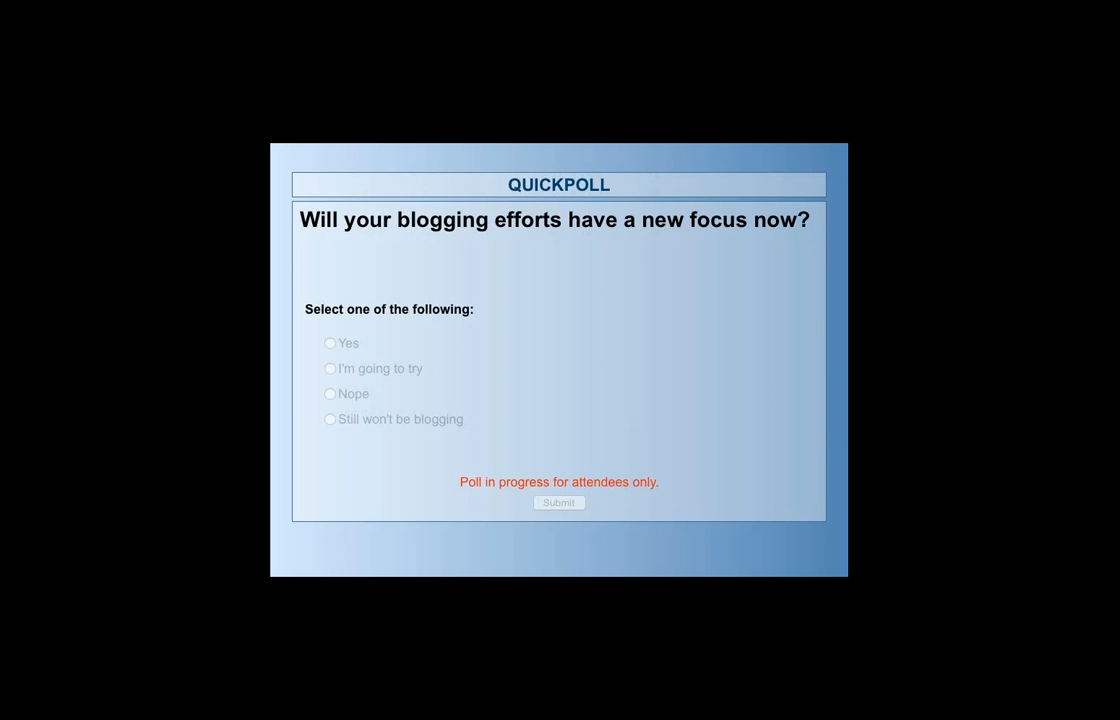 QUICKPOLL
Will your blogging efforts have a new focus now?
Select one of the following:
Yes
I'm going to try
Nope
Still won't be blogging
Poll in progress for attendees only.
Submit